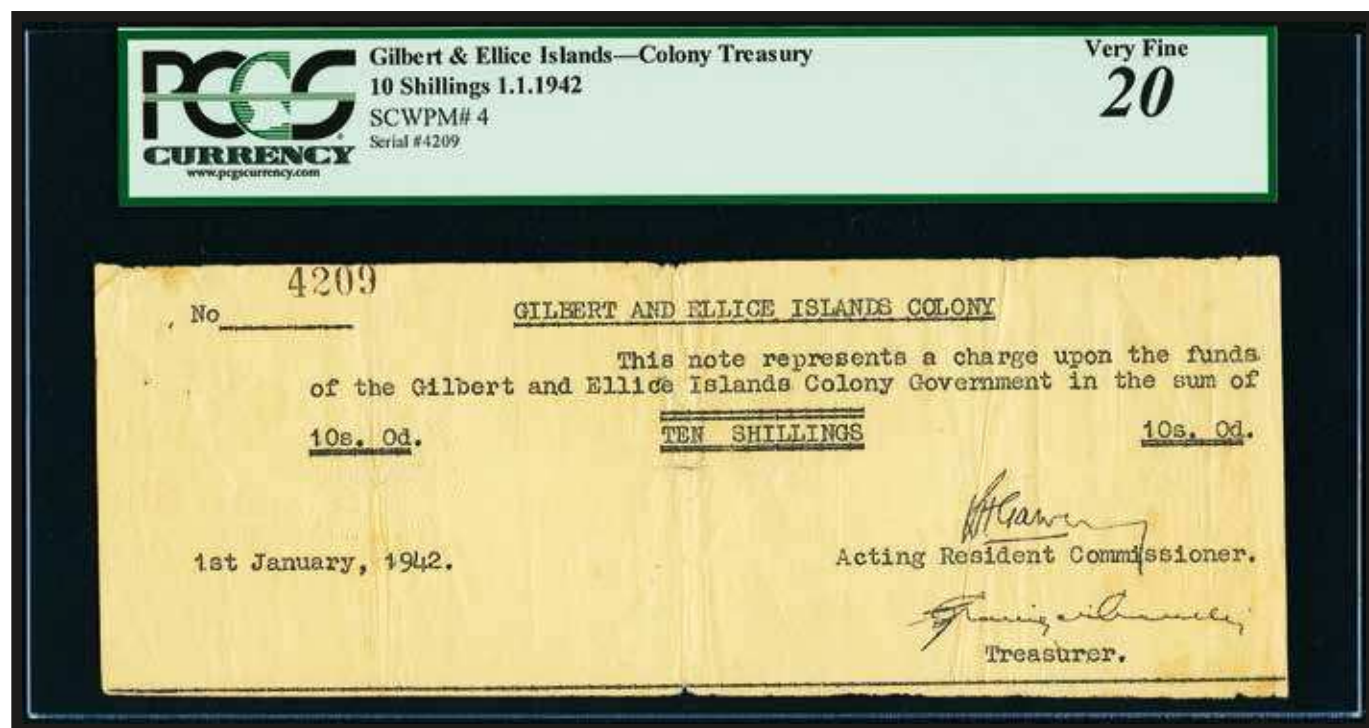 PCGS
CURRENCY
www.pcgscurrency.com
Gilbert & Ellice Islands—Colony Treasury
10 Shillings 1.1.1942
SCWPM# 4
Serial #4209
Very Fine
20
4209
No
GILBERT AND ELLICE ISLANDS COLONY
This note represents a charge upon the funds
of the Gilbert and Ellice Islands Colony Government in the sum of
10s. 0d. TEN SHILLINGS 10s. 0d.
1st January, 1942.
Acting Resident Commissioner.
Treasurer.